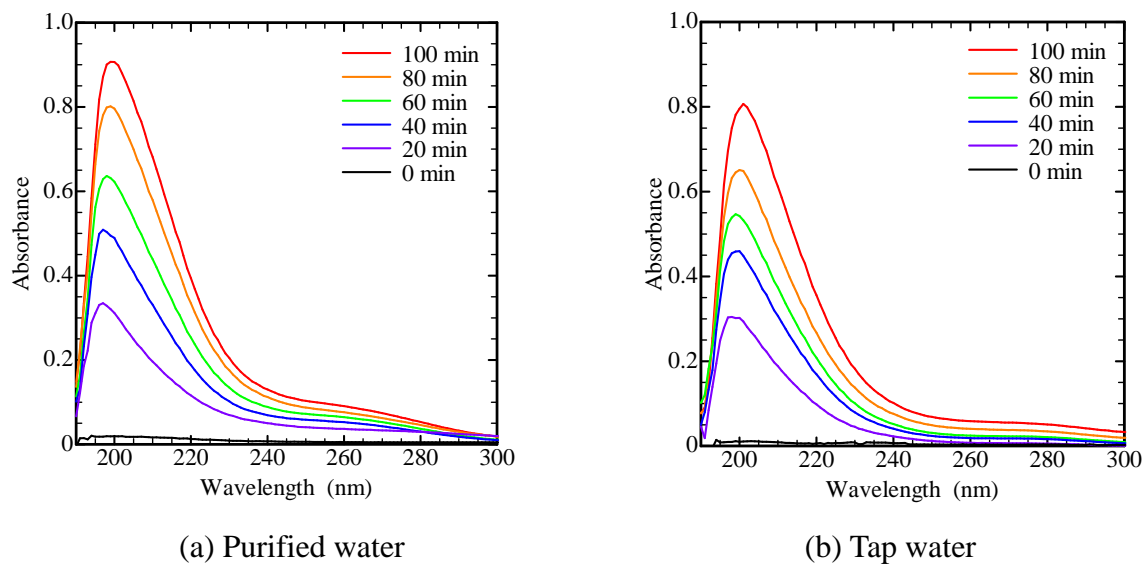 1.0
0.8
0.6
0.4
0.2
0
Absorbance
200 220 240 260 280 300
Wavelength (nm)
100 min
80 min
60 min
40 min
20 min
0 min
(a) Purified water
1.0
0.8
0.6
0.4
0.2
0
Absorbance
200 220 240 260 280 300
Wavelength (nm)
100 min
80 min
60 min
40 min
20 min
0 min
(b) Tap water